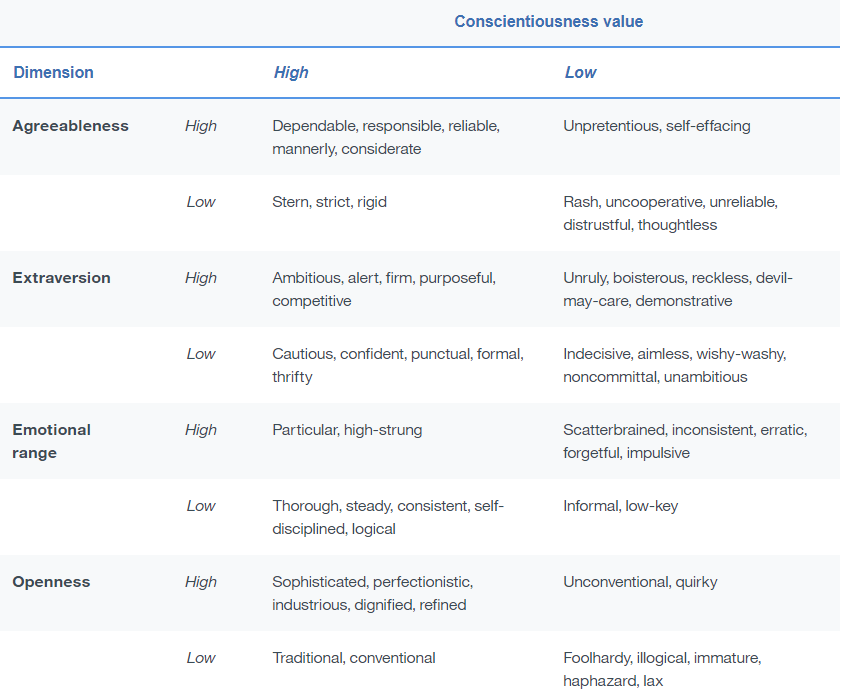 Conscientiousness value
Dimension High Low
Agreeableness High Dependable, responsible, reliable, Unpretentious, self-effacing
mannerly, considerate
Low Stern, strict, rigid Rash, uncooperative, unreliable,
distrustful, thoughtless
Extraversion High Ambitious, alert, firm, purposeful, Unruly, boisterous, reckless, devil-
competitive may-care, demonstrative
Low Cautious, confident, punctual, formal, Indecisive, aimless, wishy-washy,
thrifty noncommittal, unambitious
Emotional High Particular, high-strung Scatterbrained, inconsistent, erratic,
range forgetful, impulsive
Low Thorough, steady, consistent, self- Informal, low-key
disciplined, logical
Openness High Sophisticated, perfectionistic, Unconventional, quirky
industrious, dignified, refined
Low Traditional, conventional Foolhardy, illogical, immature,
haphazard, lax